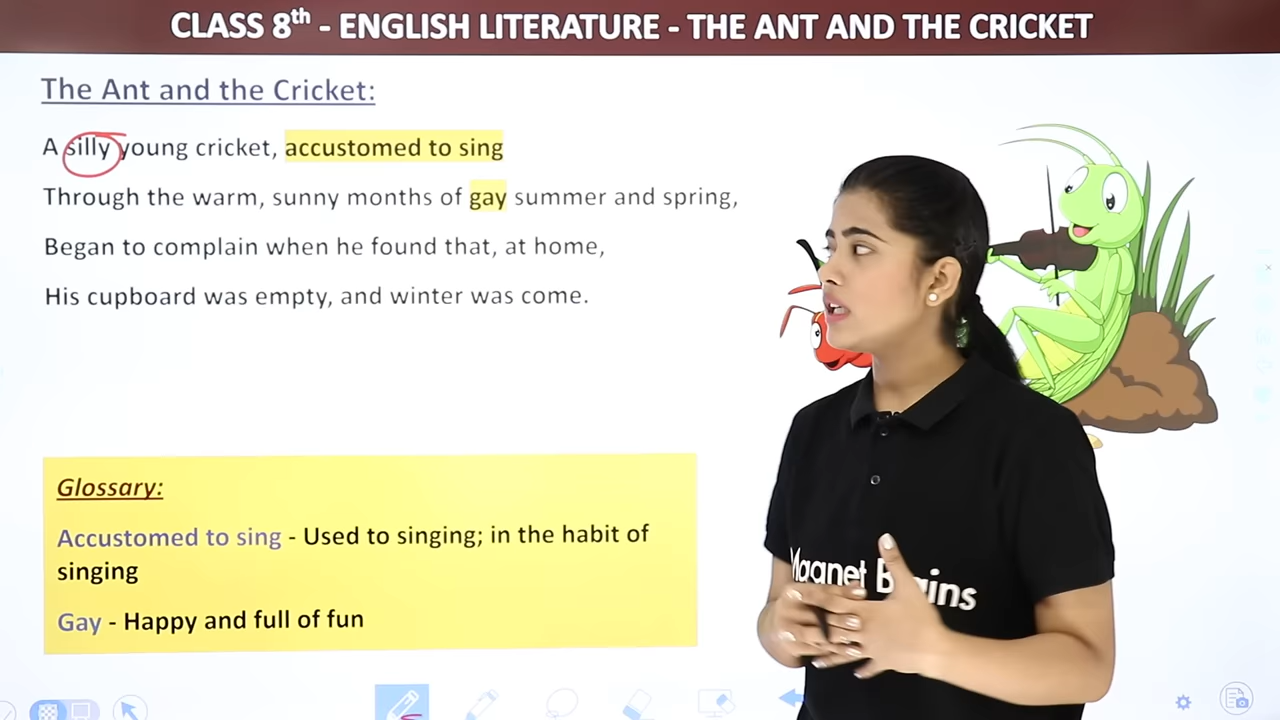 CLASS 8th - ENGLISH LITERATURE - THE ANT AND THE CRICKET
The Ant and the Cricket:
A silly young cricket, accustomed to sing
Through the warm, sunny months of gay summer and spring,
Began to complain when he found that, at home,
His cupboard was empty, and winter was come.
Glossary:
Accustomed to sing - Used to singing; in the habit of
singing
Gay - Happy and full of fun
Magnet Brains